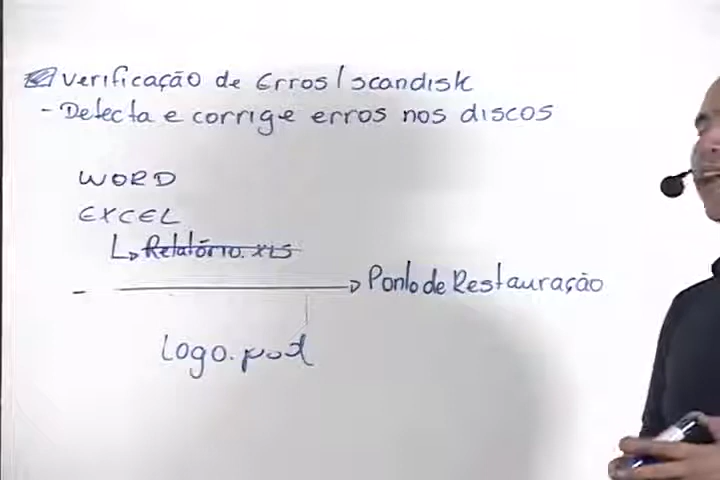 Verificação de Erros/scandisk
- Detecta e corrige erros nos discos
WORD
EXCEL
Relatório.XLS
- Ponto de Restauração
Logo.psd